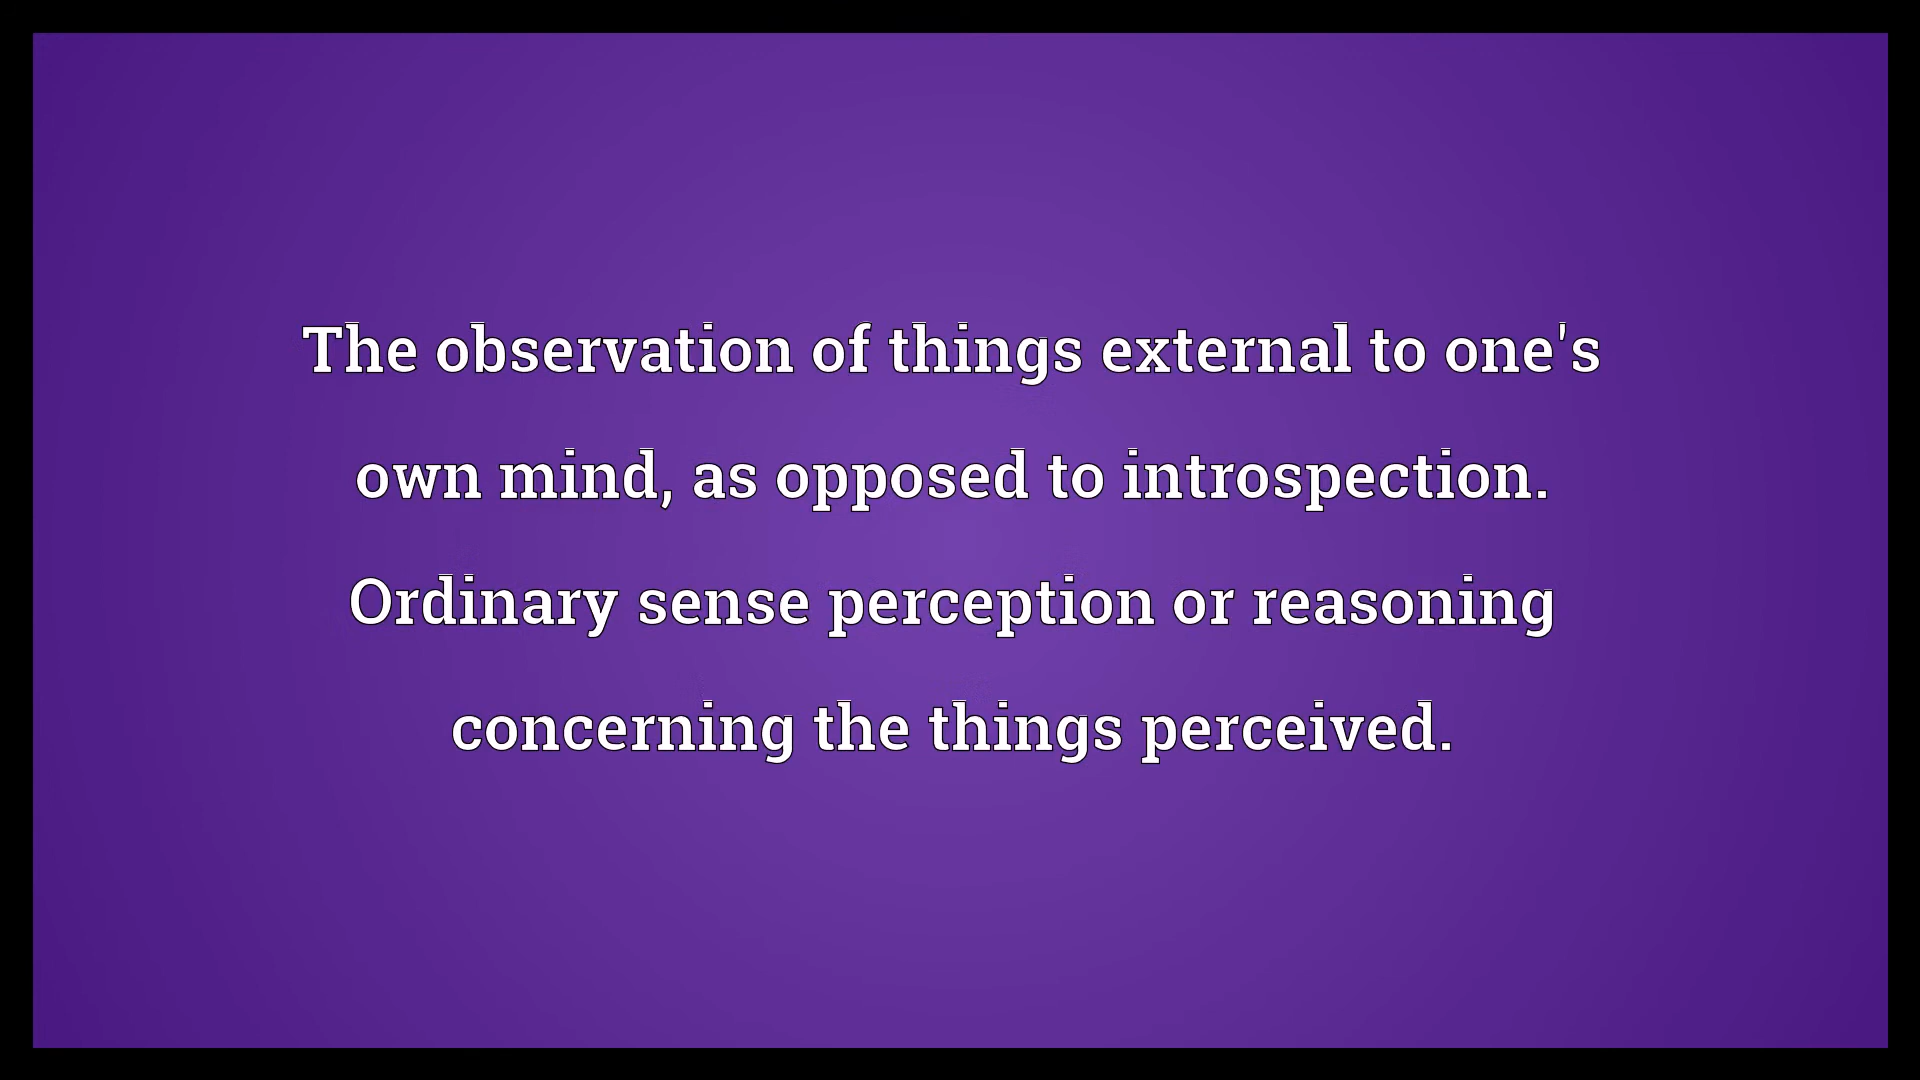 The observation of things external to one's
own mind, as opposed to introspection.
Ordinary sense perception or reasoning
concerning the things perceived.